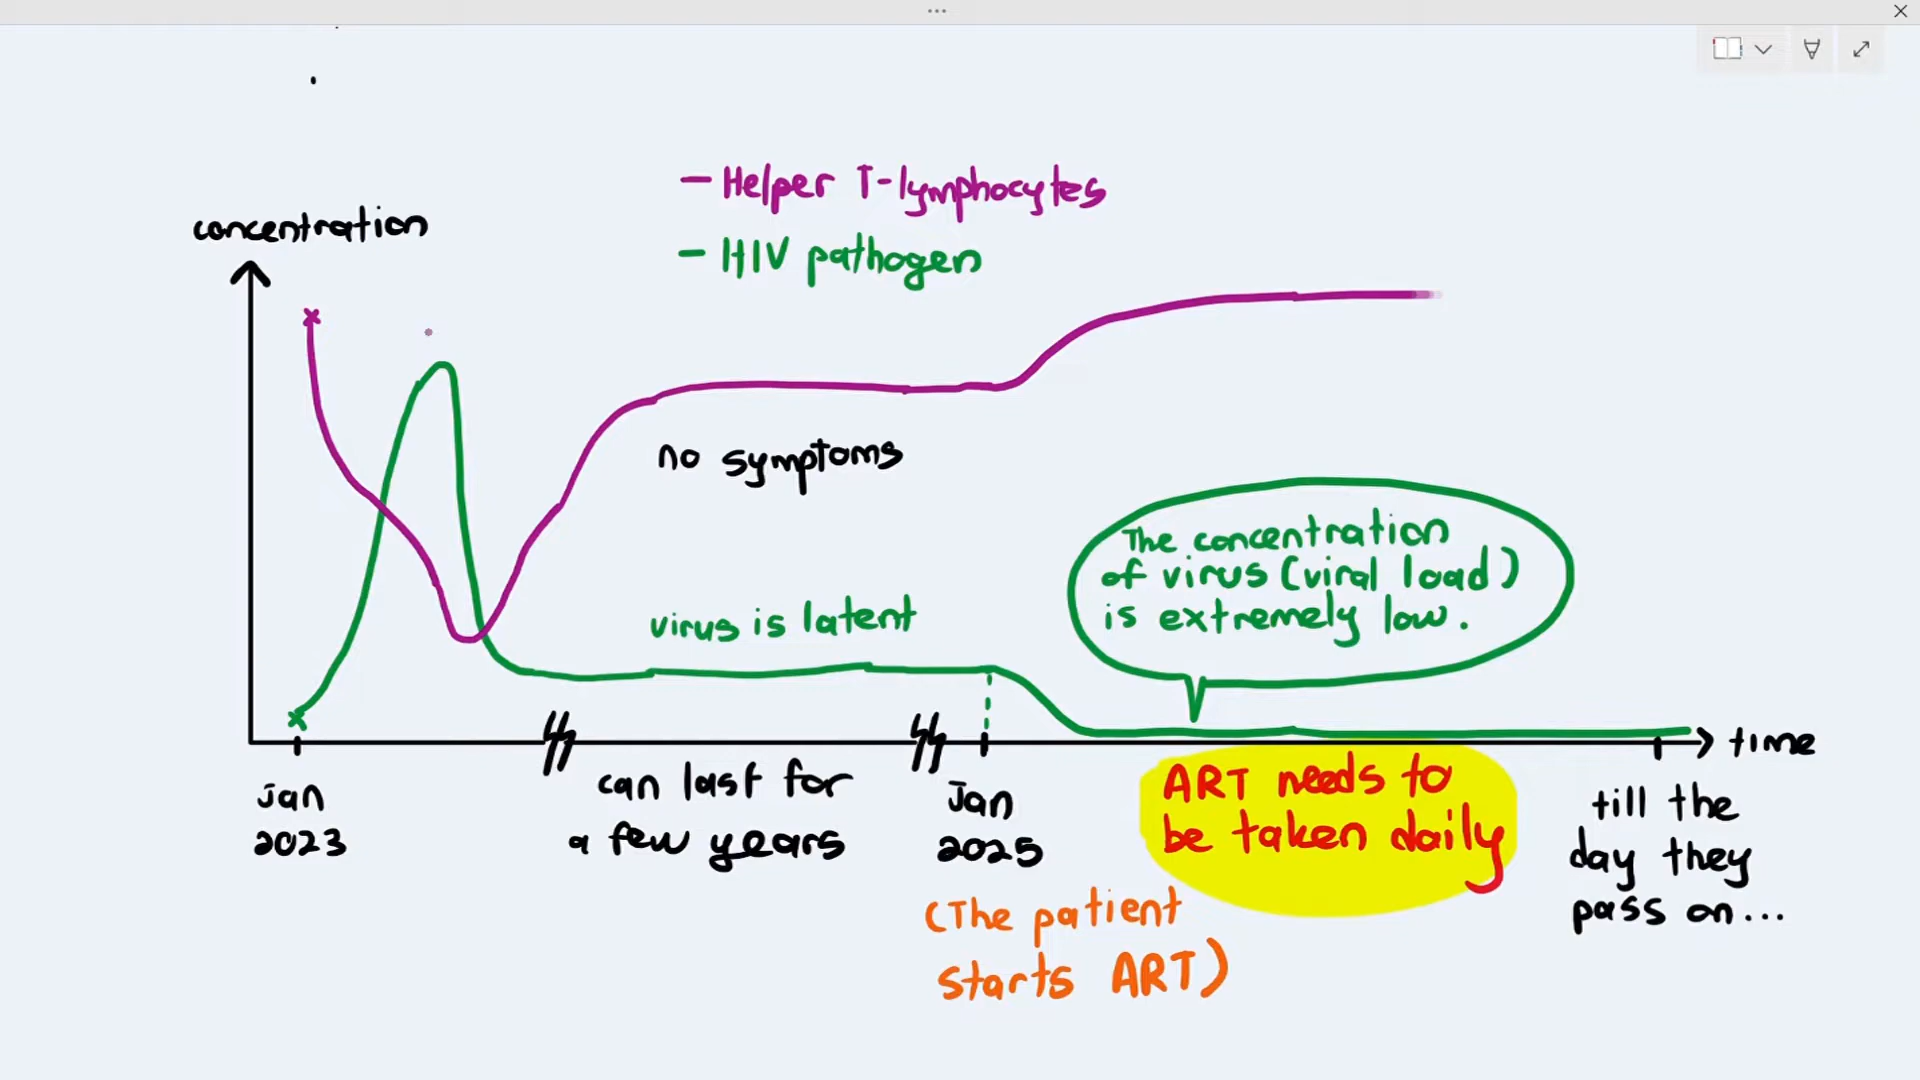 - Helper T-lymphocytes
- HIV pathogen
concentration
no symptoms
The concentration
of virus (viral load)
is extremely low.
virus is latent
time
Jan
2023
can last for
a few years
Jan
2025
(The patient
starts ART)
ART needs to
be taken daily
till the
day they
pass on...